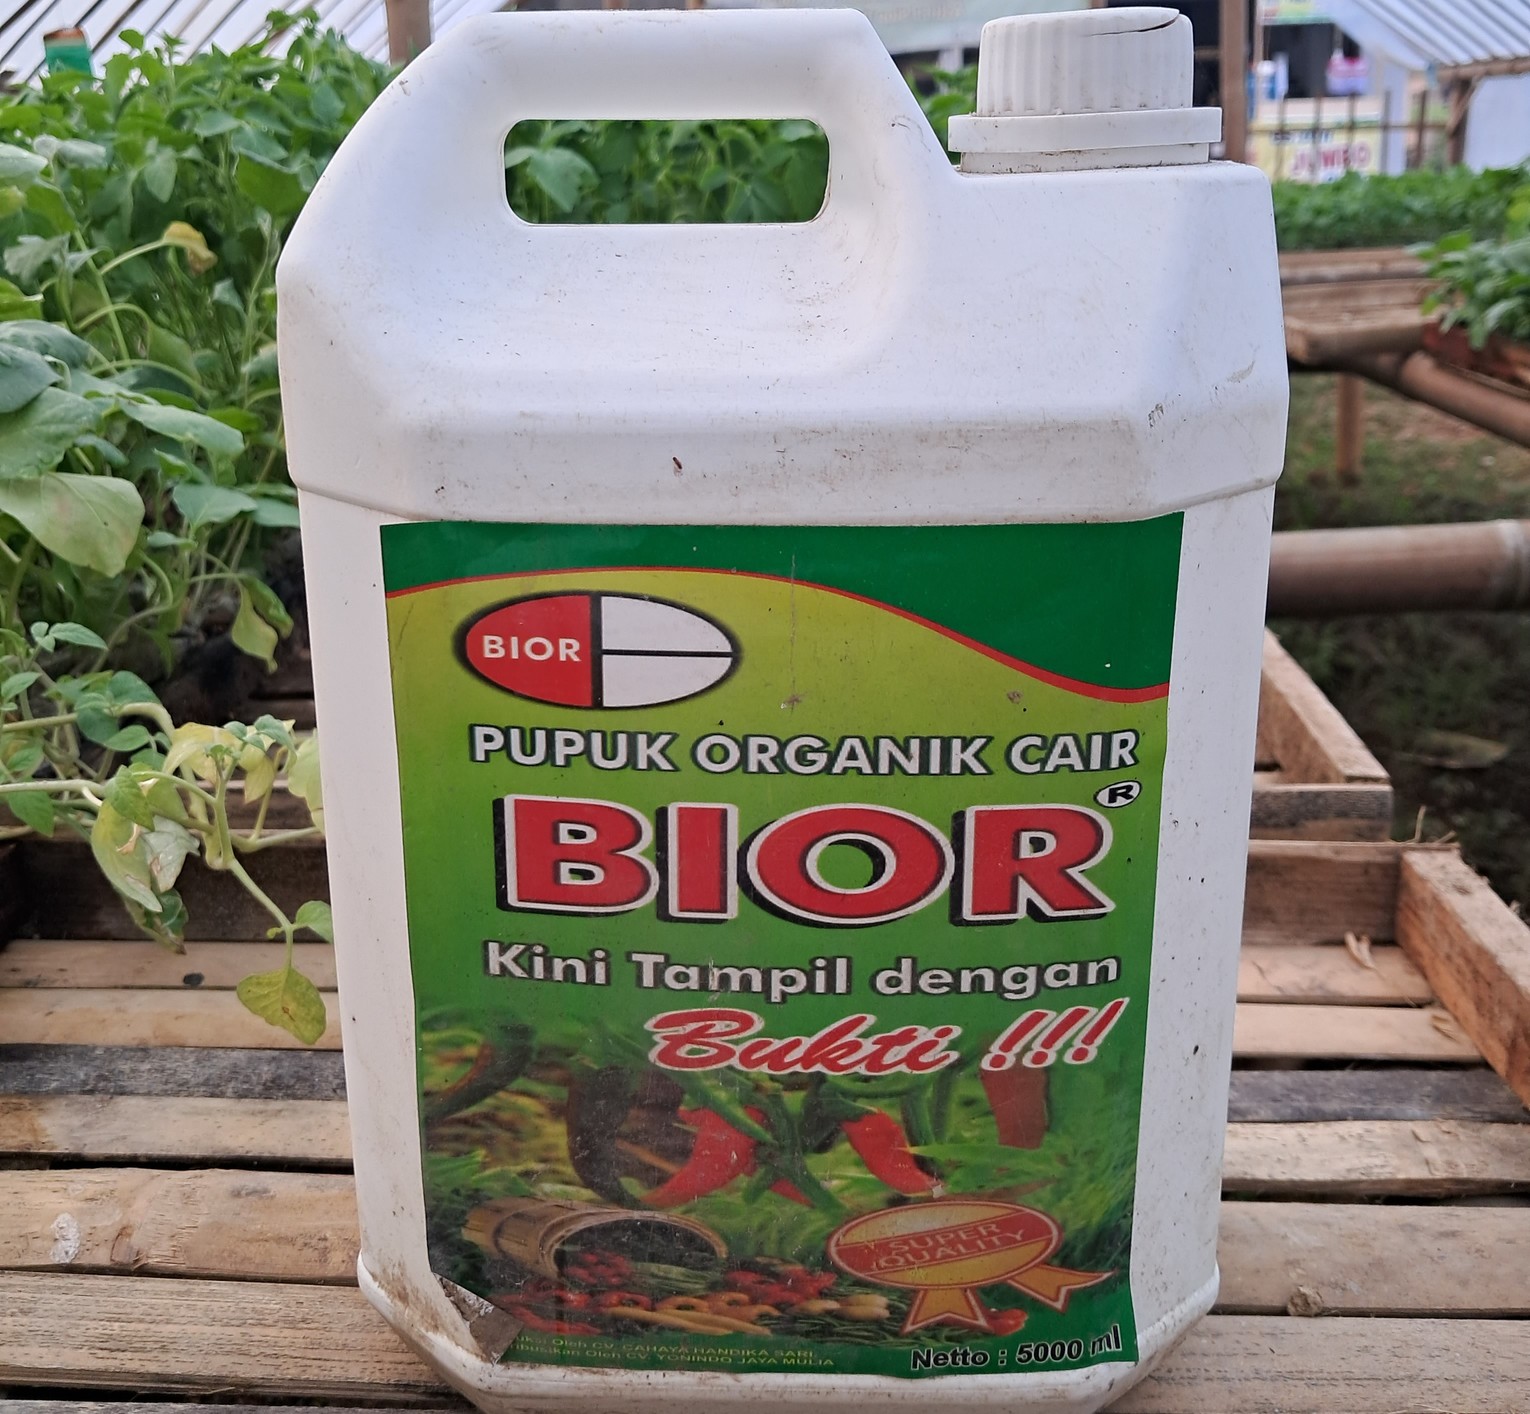 BIOR
PUPUK ORGANIK CAIR
BIOR®
Kini Tampil dengan
Bukti !!!
SUPER
QUALITY
Oleh CV. CAHAYA HANDIKA SARI.
Oleh CV. YONINDO JAYA MULIA
Netto : 5000 ml